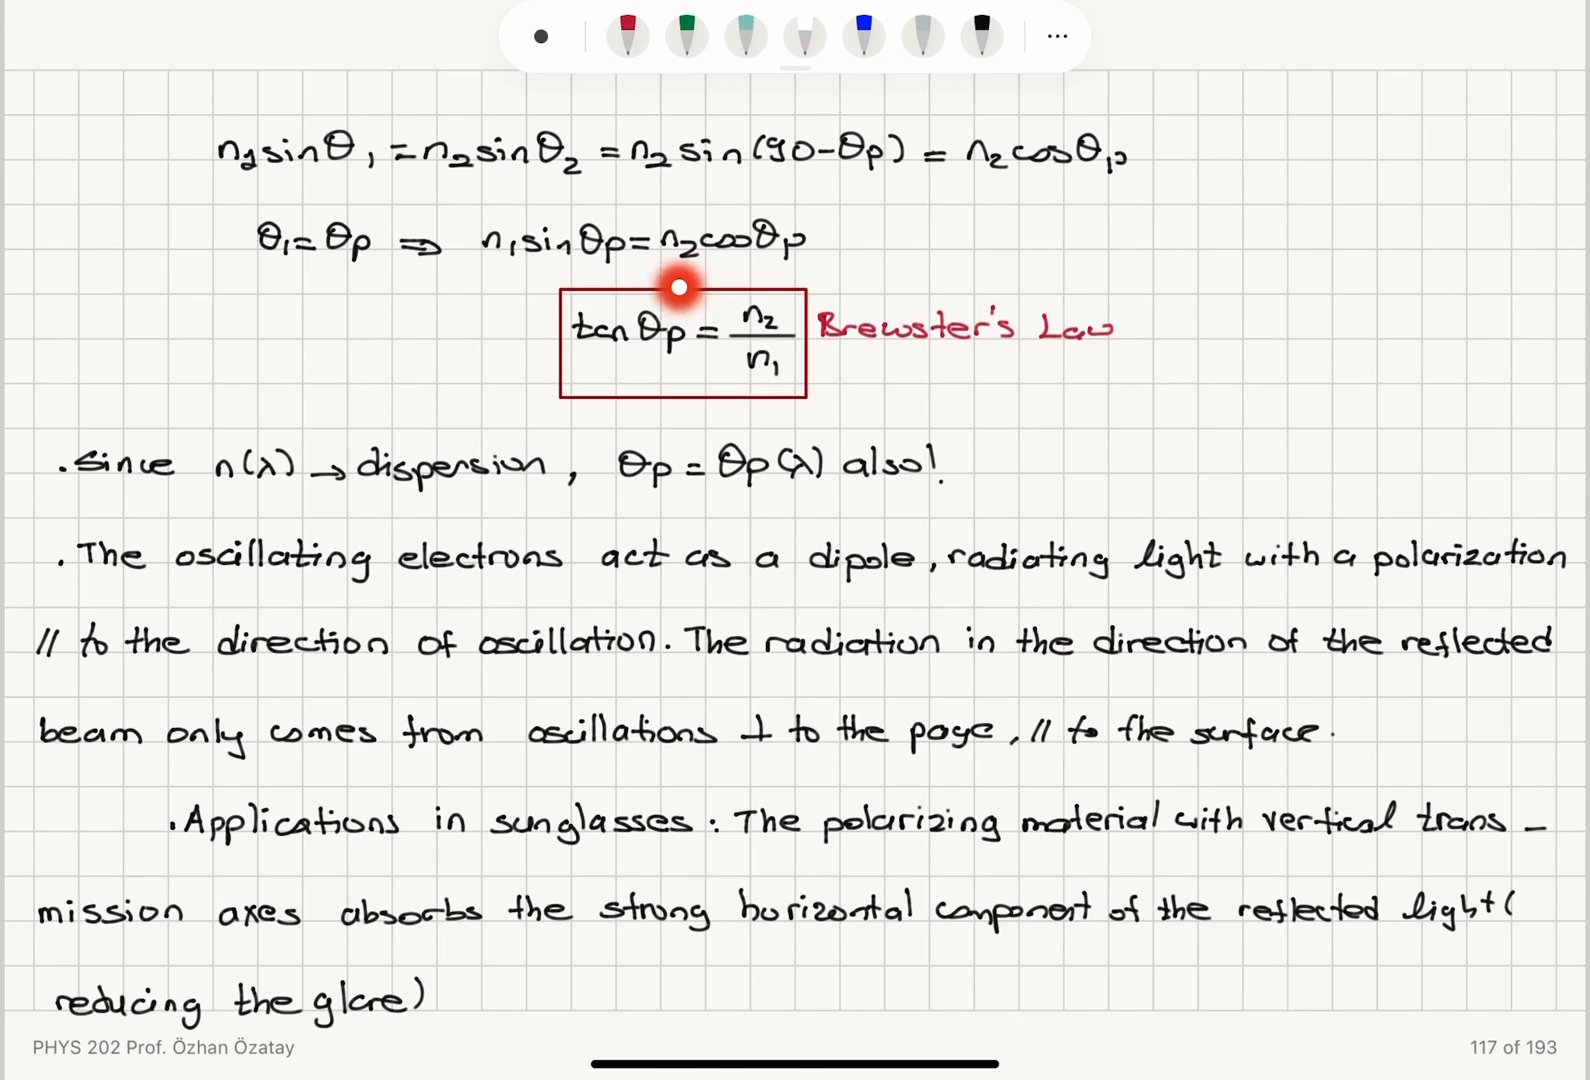 n₁sinθ₁ = n₂sinθ₂ = n₂sin(90-θp) = n₂cosθp
θ₁ = θp ⇒ n₁sinθp = n₂cosθp
tanθp = n₂/n₁ Brewster's Law
. Since n(λ) → dispersion, θp = θp(λ) also!
. The oscillating electrons act as a dipole, radiating light with a polarization
// to the direction of oscillation. The radiation in the direction of the reflected
beam only comes from oscillations ⊥ to the page, // to the surface.
. Applications in sunglasses: The polarizing material with vertical trans-
mission axes absorbs the strong horizontal component of the reflected light (
reducing the glare)
PHYS 202 Prof. Özhan Özatay
117 of 193